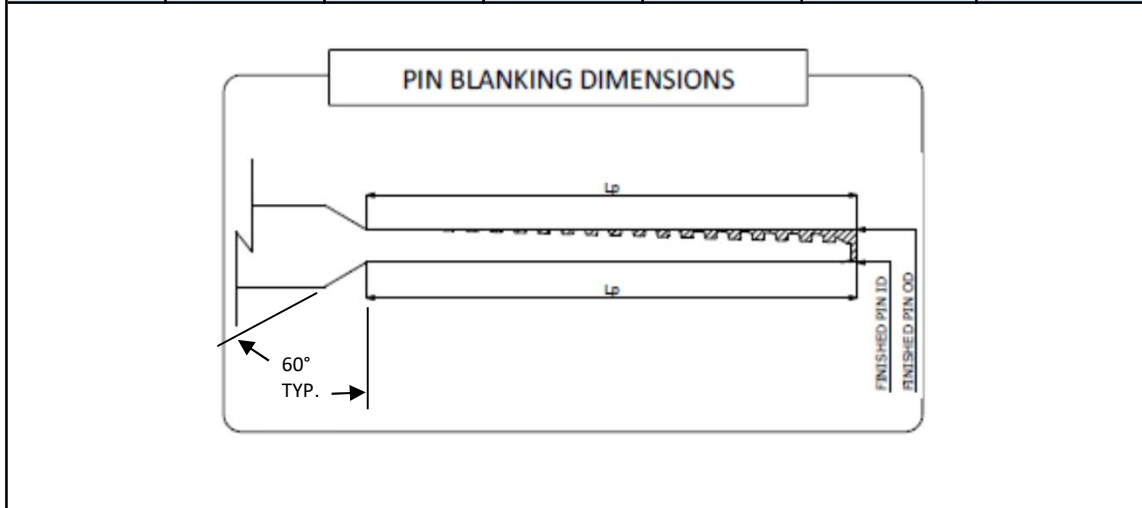 PIN BLANKING DIMENSIONS
Lp
Lp
60°
TYP.
FINISHED PIN ID
FINISHED PIN OD